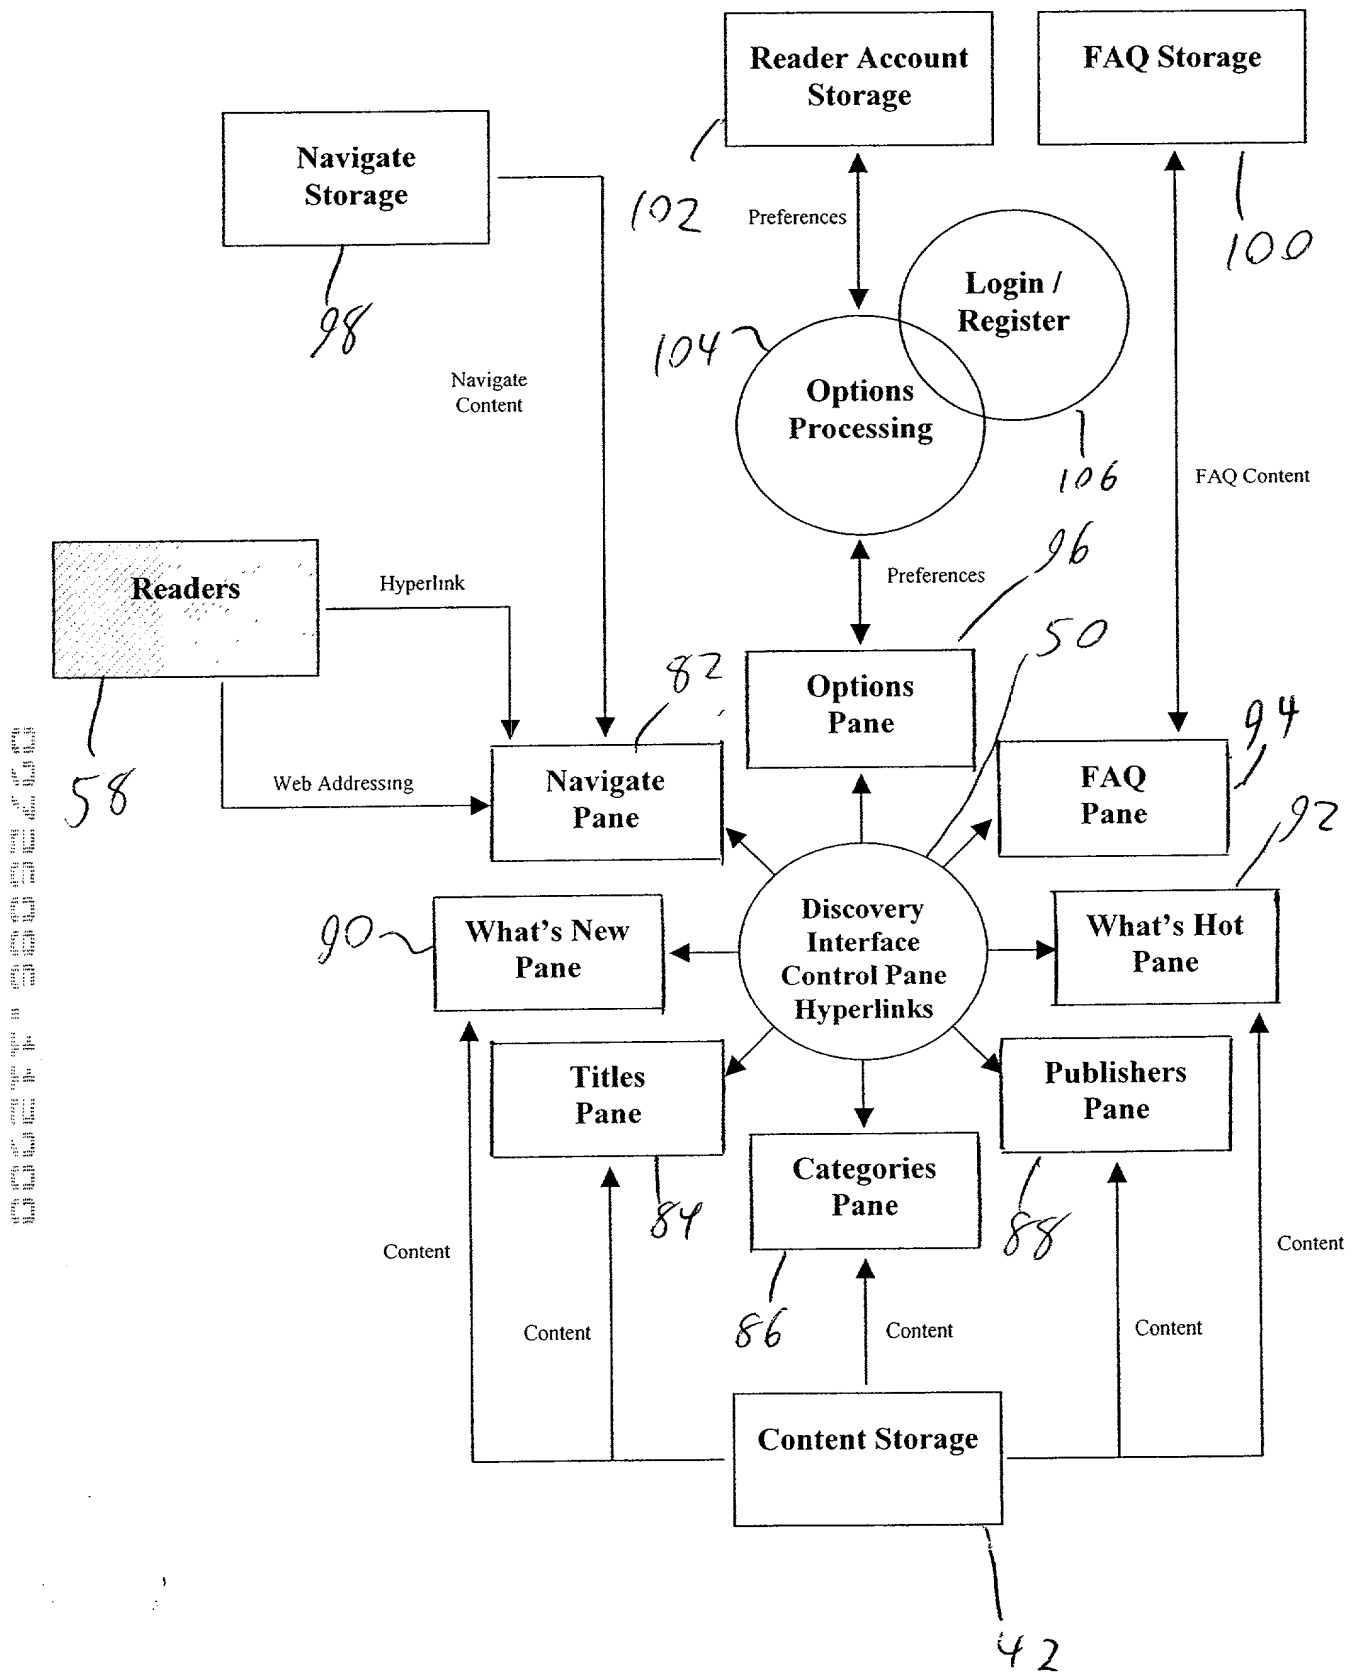 Reader Account
Storage
FAQ Storage
Navigate
Storage
102
Preferences
100
98
Login /
Register
104
Navigate
Content
Options
Processing
106
FAQ Content
96
Readers
Hyperlink
Preferences
50
82
Options
Pane
94
58
Web Addressing
Navigate
Pane
FAQ
Pane
92
90
What's New
Pane
Discovery
Interface
Control Pane
Hyperlinks
What's Hot
Pane
Titles
Pane
Publishers
Pane
Categories
Pane
84
88
Content
Content
86
Content
Content
Content
Content Storage
42